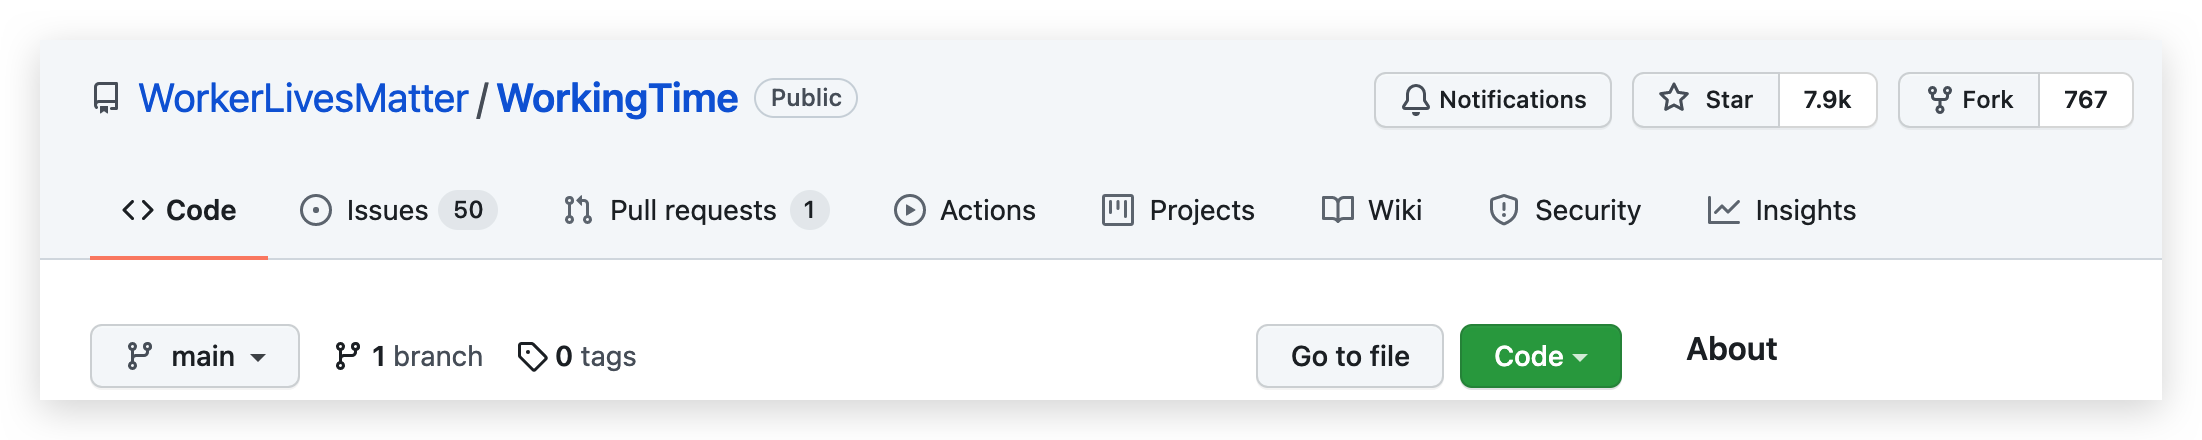 WorkerLivesMatter / WorkingTime Public Notifications Star 7.9k Fork 767
Code Issues 50 Pull requests 1 Actions Projects Wiki Security Insights
main 1 branch 0 tags Go to file Code About